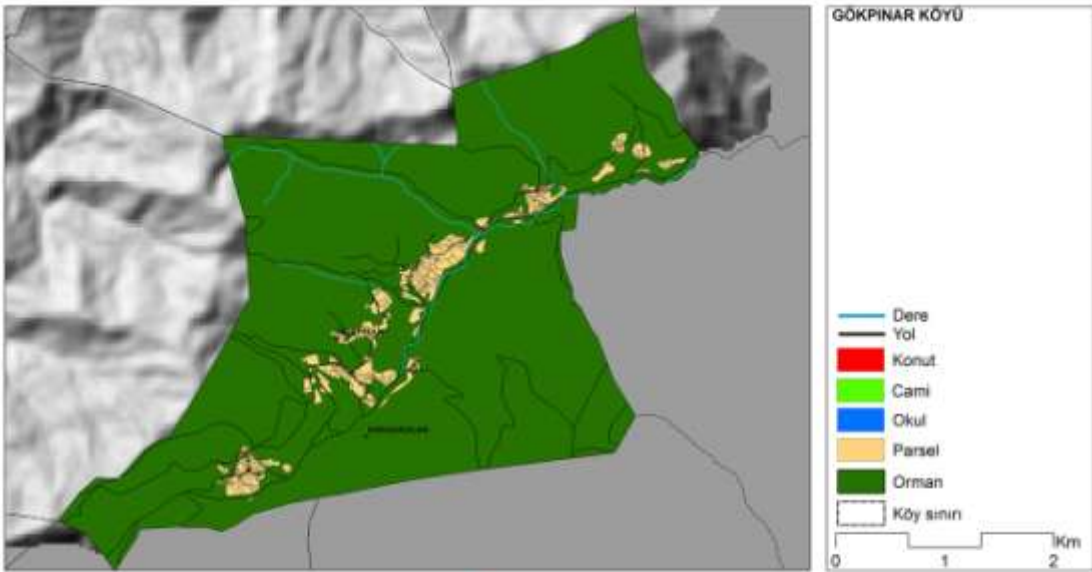 GÖKPINAR KÖYÜ
Dere
Yol
Konut
Cami
Okul
Parsel
Orman
Köy sınırı
Km
0 1 2